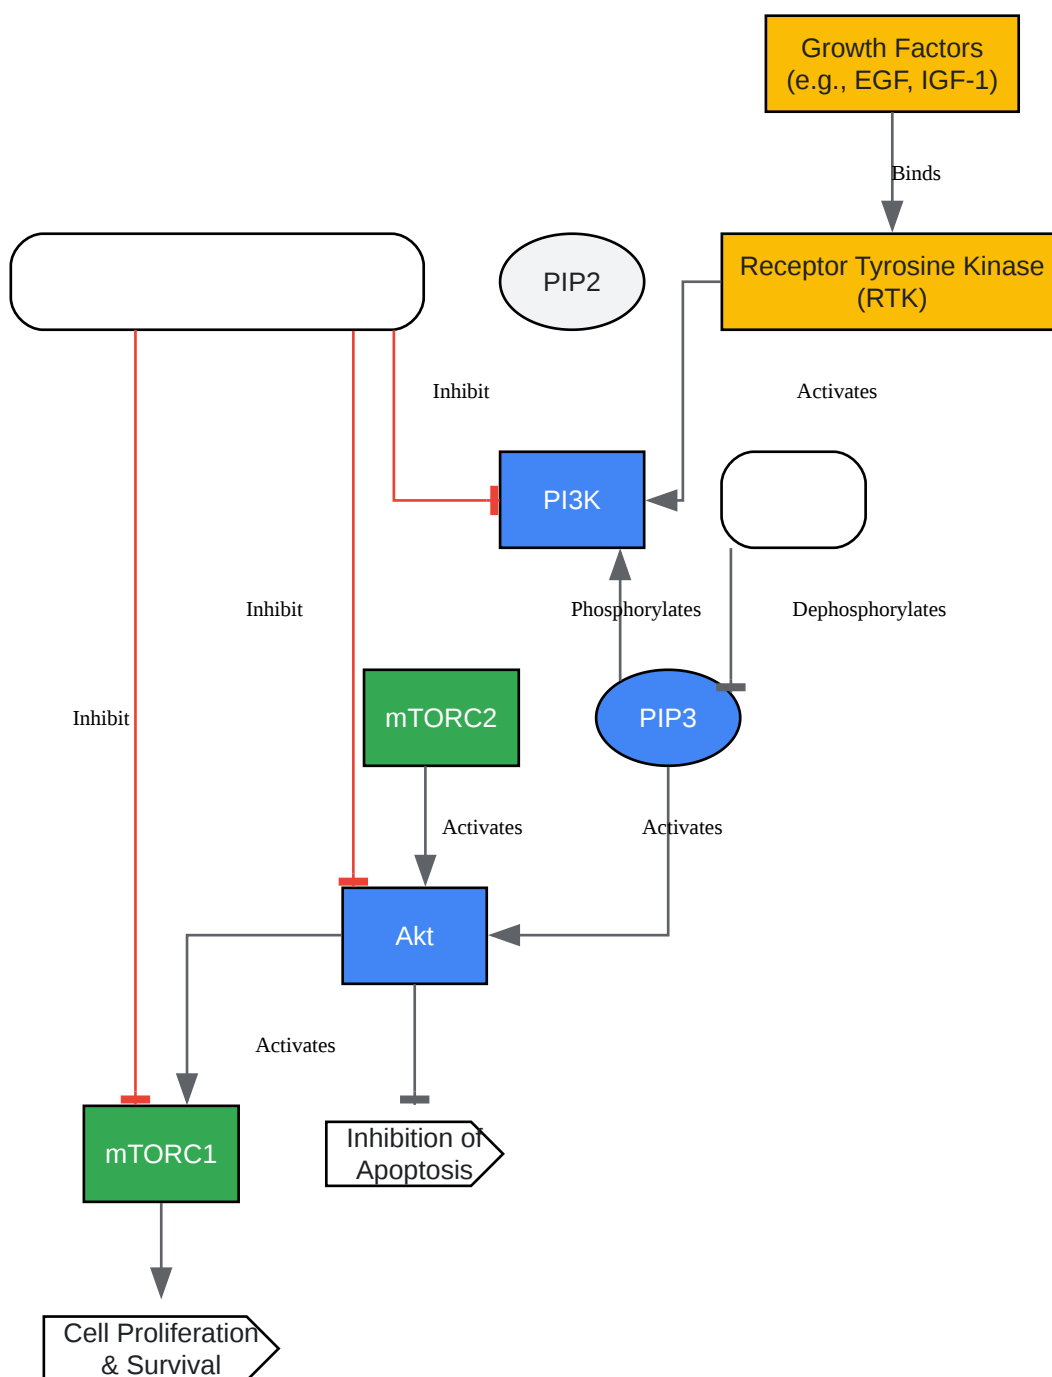 Growth Factors
(e.g., EGF, IGF-1)
Binds
PIP2
Receptor Tyrosine Kinase
(RTK)
Inhibit
Activates
PI3K
Inhibit
Phosphorylates
Dephosphorylates
mTORC2
PIP3
Inhibit
Activates
Activates
Akt
Activates
mTORC1
Inhibition of
Apoptosis
Cell Proliferation
& Survival